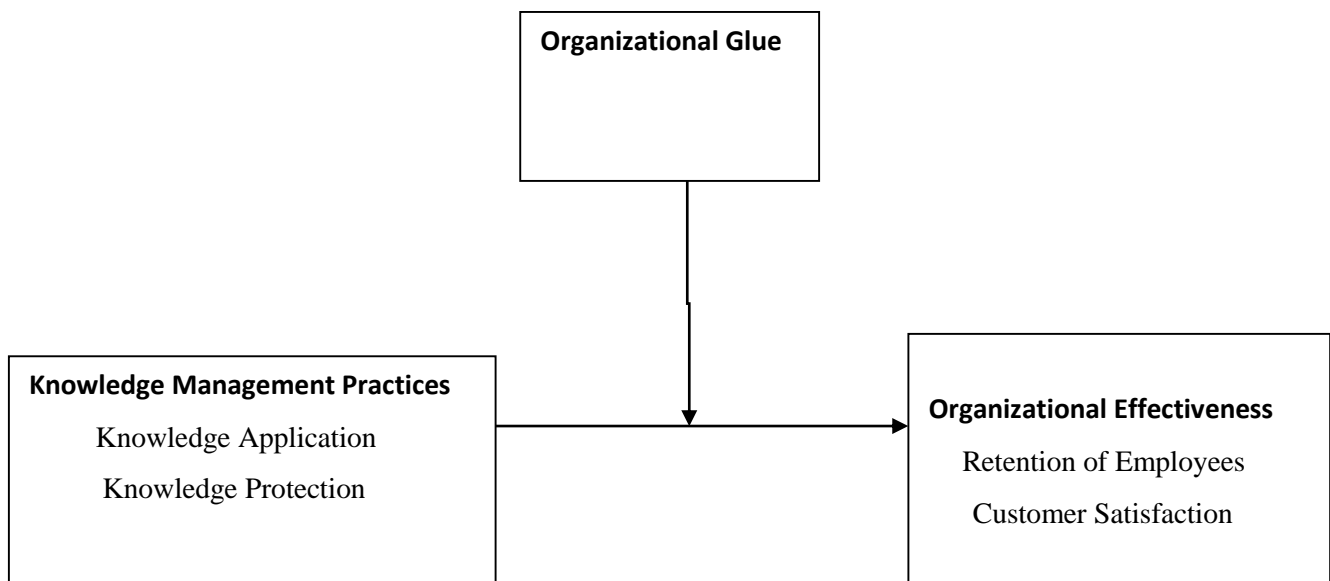 Organizational Glue
Knowledge Management Practices
Knowledge Application
Knowledge Protection
Organizational Effectiveness
Retention of Employees
Customer Satisfaction